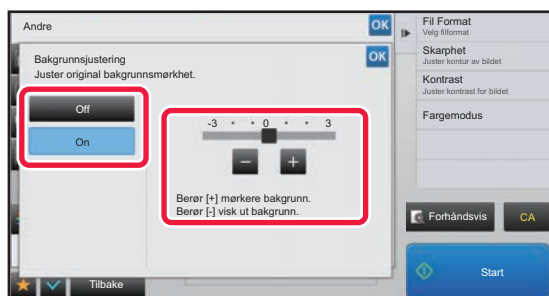 Andre
OK
Bakgrunnsjustering
Juster original bakgrunnsmørkhet.
OK
Off
On
-3 0 3
− +
Berør [+] mørkere bakgrunn.
Berør [-] visk ut bakgrunn.
Tilbake
Fil Format
Velg filformat
Skarphet
Juster kontur av bildet
Kontrast
Juster kontrast for bildet
Fargemodus
Forhåndsvis
CA
Start